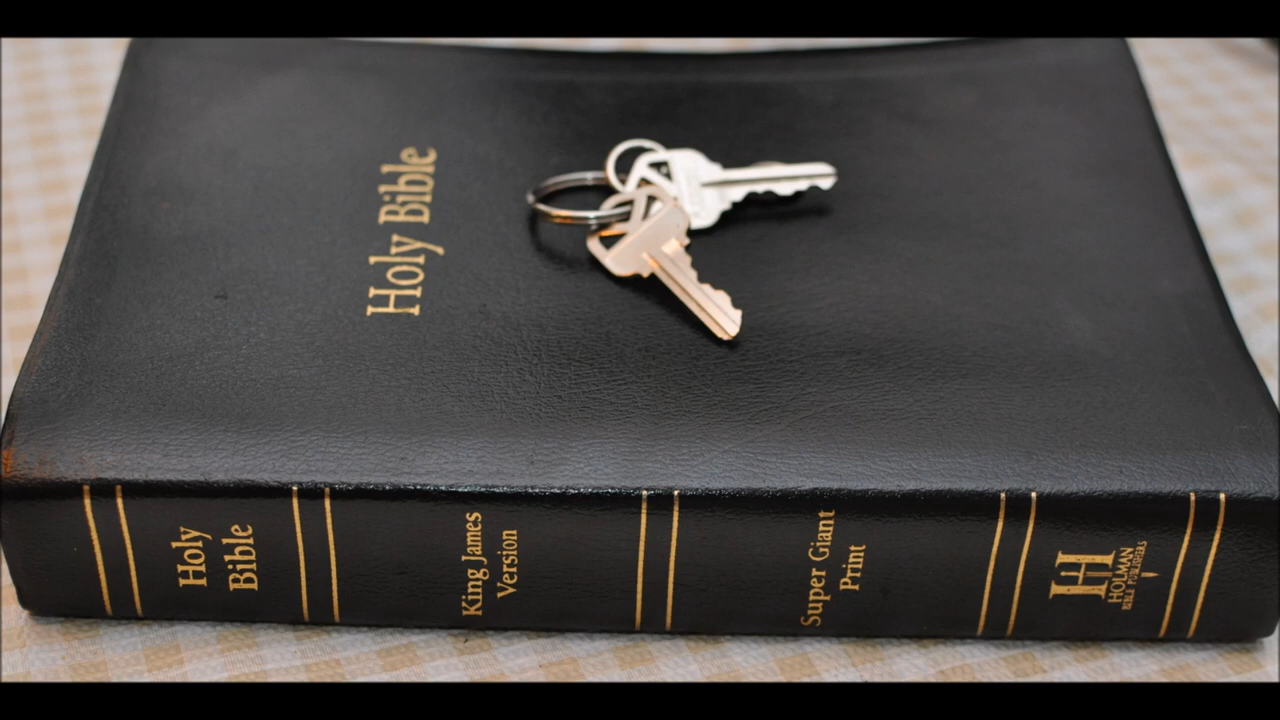 Holy Bible
Holy
Bible
King James
Version
Super Giant
Print
HOLMAN
BIBLE PUBLISHERS